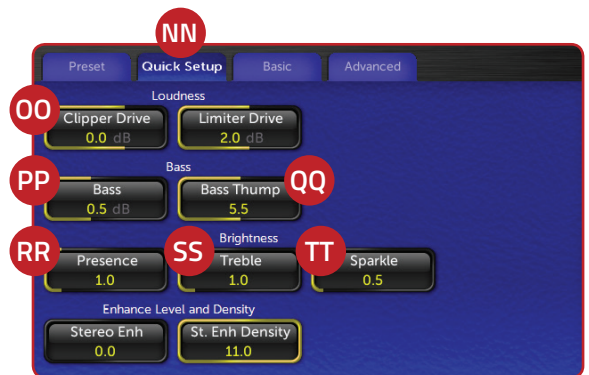 NN
Preset Quick Setup Basic Advanced
Loudness
OO
Clipper Drive Limiter Drive
0.0 dB 2.0 dB
Bass
PP QQ
Bass Bass Thump
0.5 dB 5.5
Brightness
RR SS TT
Presence Treble Sparkle
1.0 1.0 0.5
Enhance Level and Density
Stereo Enh St. Enh Density
0.0 11.0